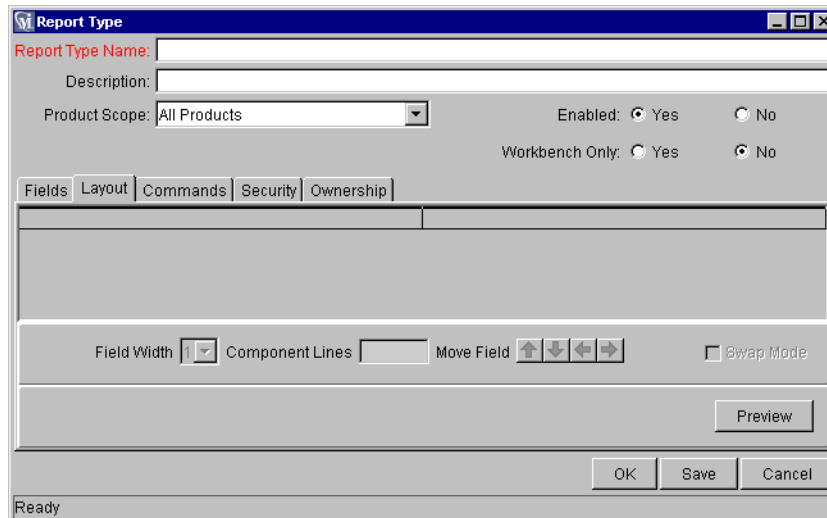 Report Type
Report Type Name:
Description:
Product Scope: All Products Enabled: Yes No
Workbench Only: Yes No
Fields Layout Commands Security Ownership
Field Width 1 Component Lines Move Field Swap Mode
Preview
OK Save Cancel
Ready